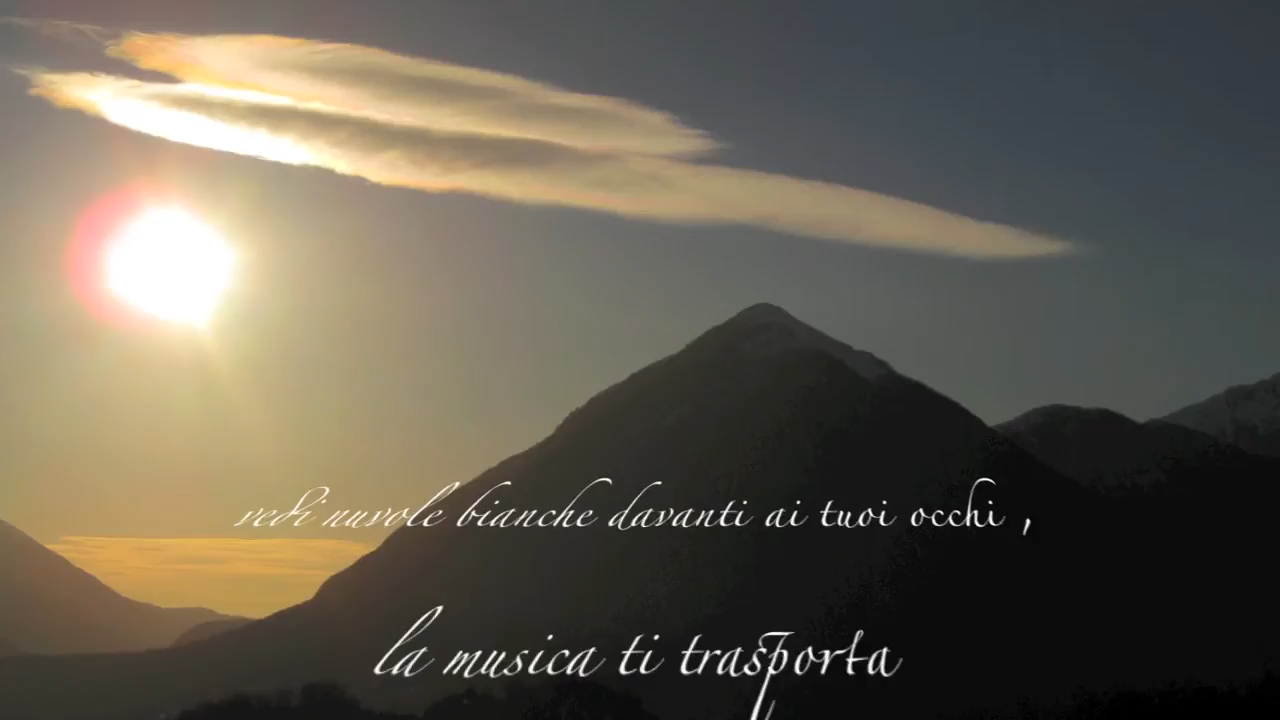 vedi nuvole bianche davanti ai tuoi occhi ,
la musica ti trasporta